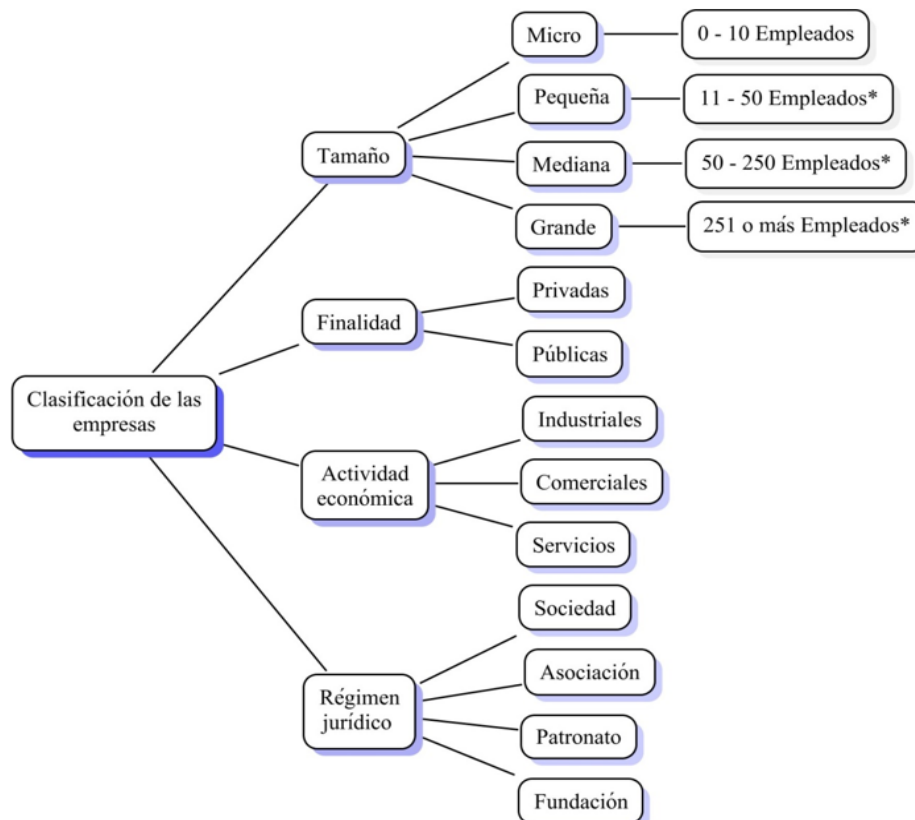 Clasificación de las
empresas
Tamaño
Micro
0 - 10 Empleados
Pequeña
11 - 50 Empleados*
Mediana
50 - 250 Empleados*
Grande
251 o más Empleados*
Finalidad
Privadas
Públicas
Actividad
económica
Industriales
Comerciales
Servicios
Régimen
jurídico
Sociedad
Asociación
Patronato
Fundación